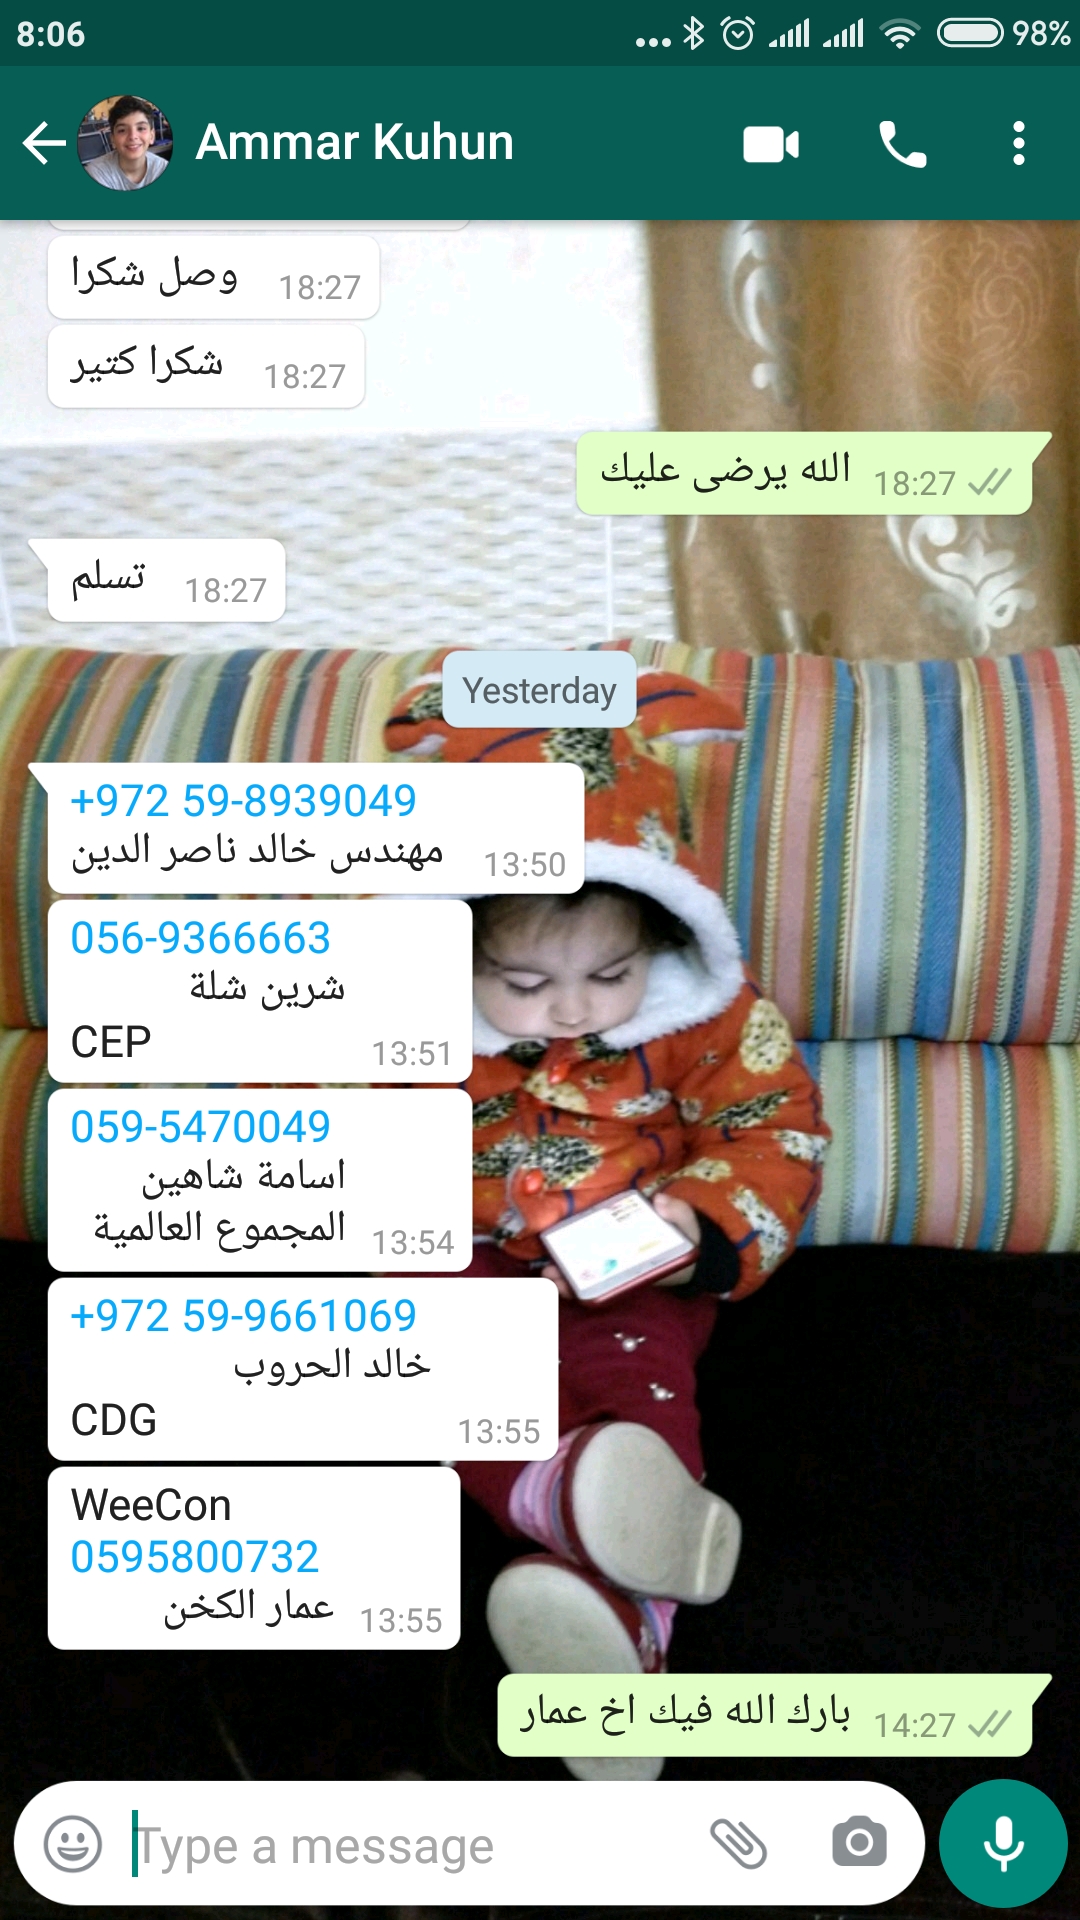 8:06
98%
Ammar Kuhun
وصل شكرا 18:27
شكرا كتير 18:27
الله يرضى عليك 18:27
تسلم 18:27
Yesterday
+972 59-8939049
مهندس خالد ناصر الدين 13:50
056-9366663
شرين شلة
CEP 13:51
059-5470049
اسامة شاهين
المجموع العالمية 13:54
+972 59-9661069
خالد الحروب
CDG 13:55
WeeCon
0595800732
عمار الكخن 13:55
بارك الله فيك اخ عمار 14:27
Type a message